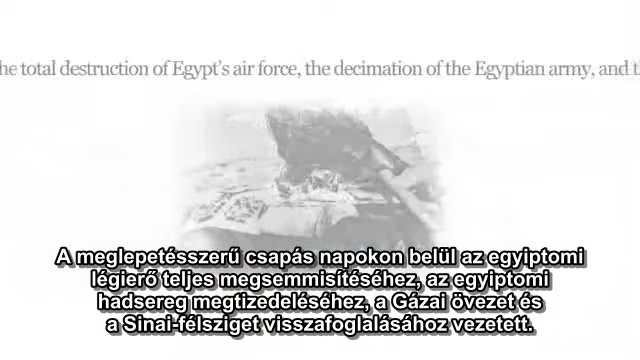 he total destruction of Egypt's air force, the decimation of the Egyptian army, and
A meglepetésszerű csapás napokon belül az egyiptomi
légierő teljes megsemmisítéséhez, az egyiptomi
hadsereg megtizedeléséhez, a Gázai övezet és
a Sinai-félsziget visszafoglalásához vezetett.